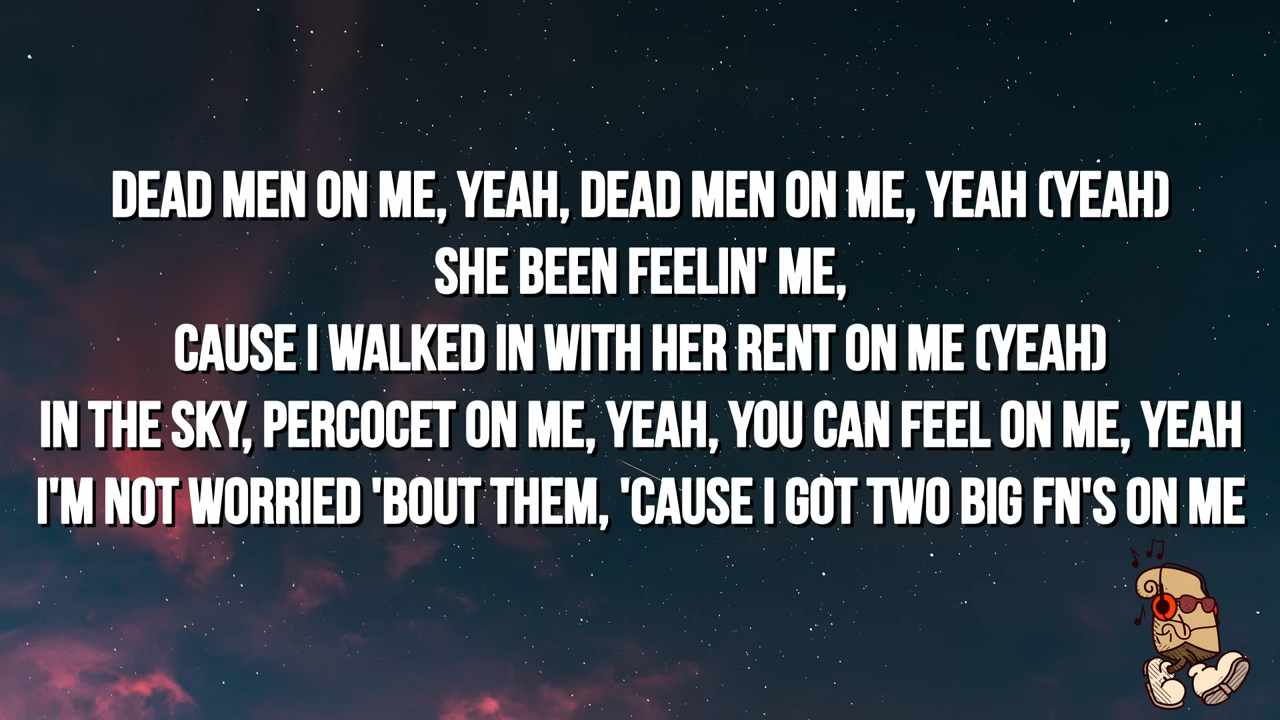 DEAD MEN ON ME, YEAH, DEAD MEN ON ME, YEAH (YEAH)
SHE BEEN FEELIN' ME,
CAUSE I WALKED IN WITH HER RENT ON ME (YEAH)
IN THE SKY, PERCOCET ON ME, YEAH, YOU CAN FEEL ON ME, YEAH
I'M NOT WORRIED 'BOUT THEM, 'CAUSE I GOT TWO BIG FN'S ON ME